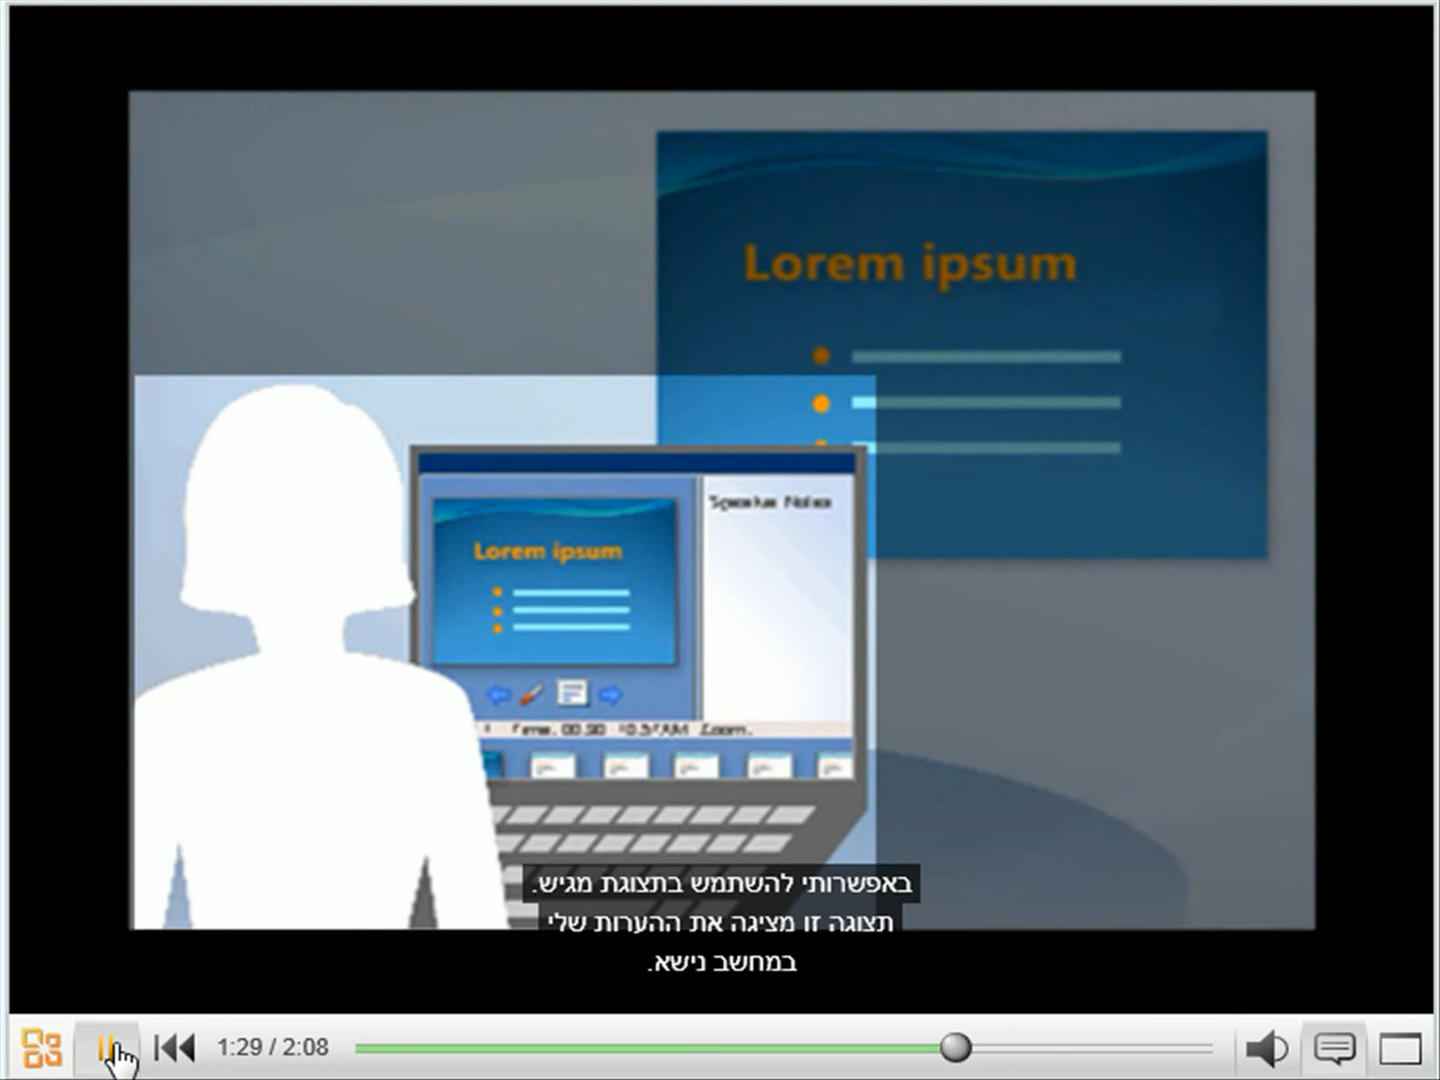 Lorem ipsum
Speaker Notes
Lorem ipsum
באפשרותי להשתמש בתצוגת מגיש.
תצוגה זו מציגה את ההערות שלי
במחשב נישא.
1:29 / 2:08